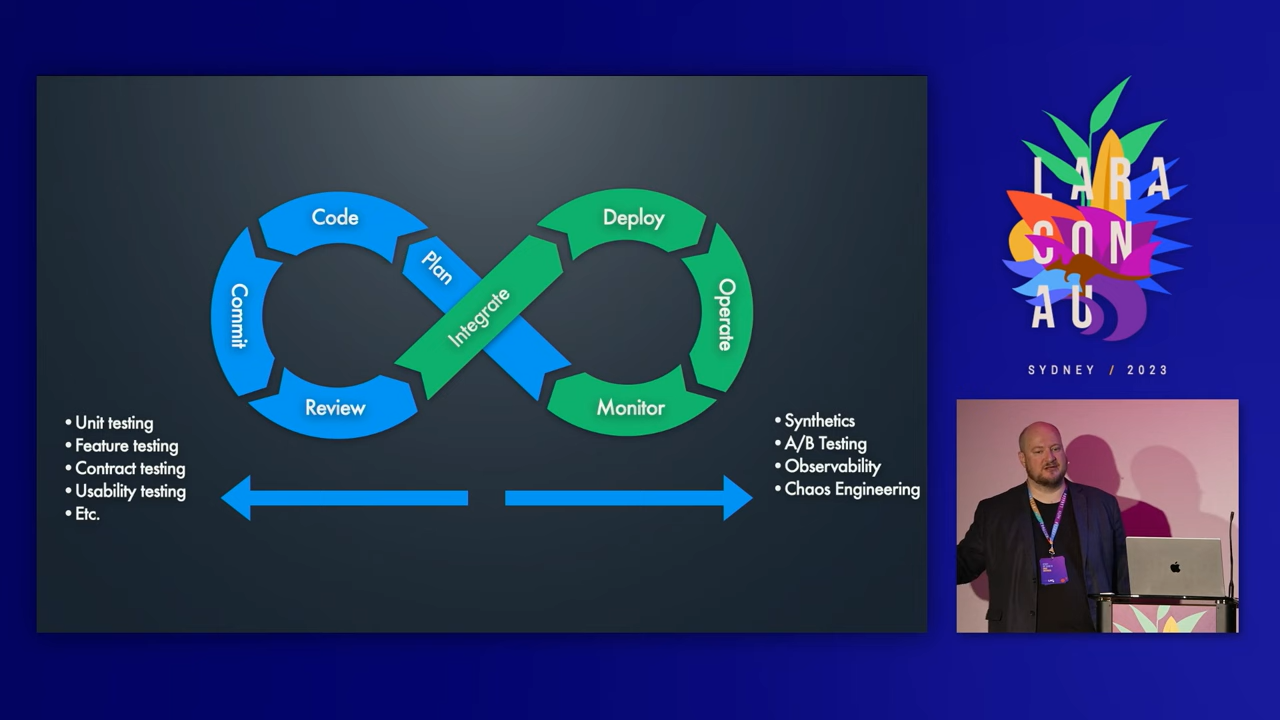 Code
Plan
Commit
Review
Integrate
Deploy
Operate
Monitor
• Unit testing
• Feature testing
• Contract testing
• Usability testing
• Etc.
• Synthetics
• A/B Testing
• Observability
• Chaos Engineering
LARA
CON
AU
SYDNEY / 2023